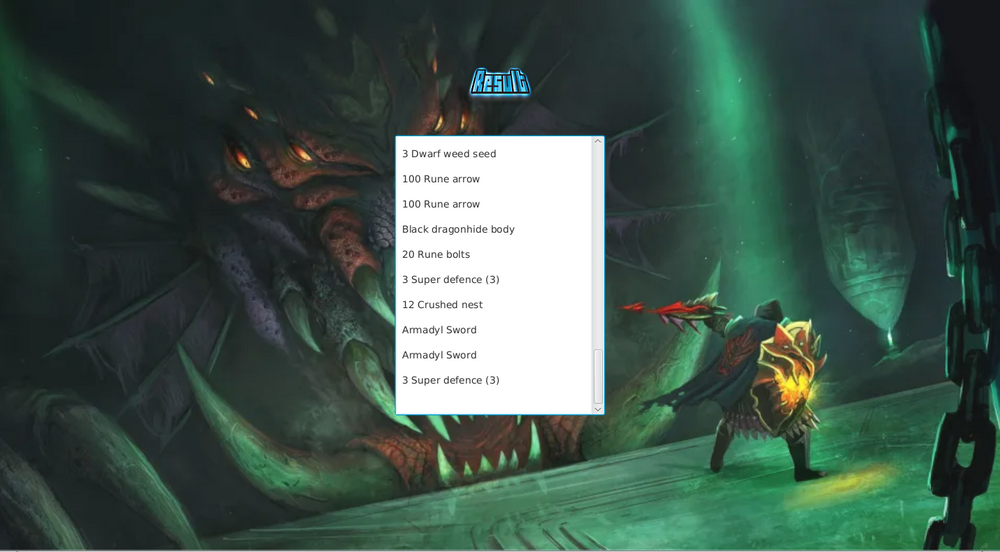 Result
3 Dwarf weed seed
100 Rune arrow
100 Rune arrow
Black dragonhide body
20 Rune bolts
3 Super defence (3)
12 Crushed nest
Armadyl Sword
Armadyl Sword
3 Super defence (3)